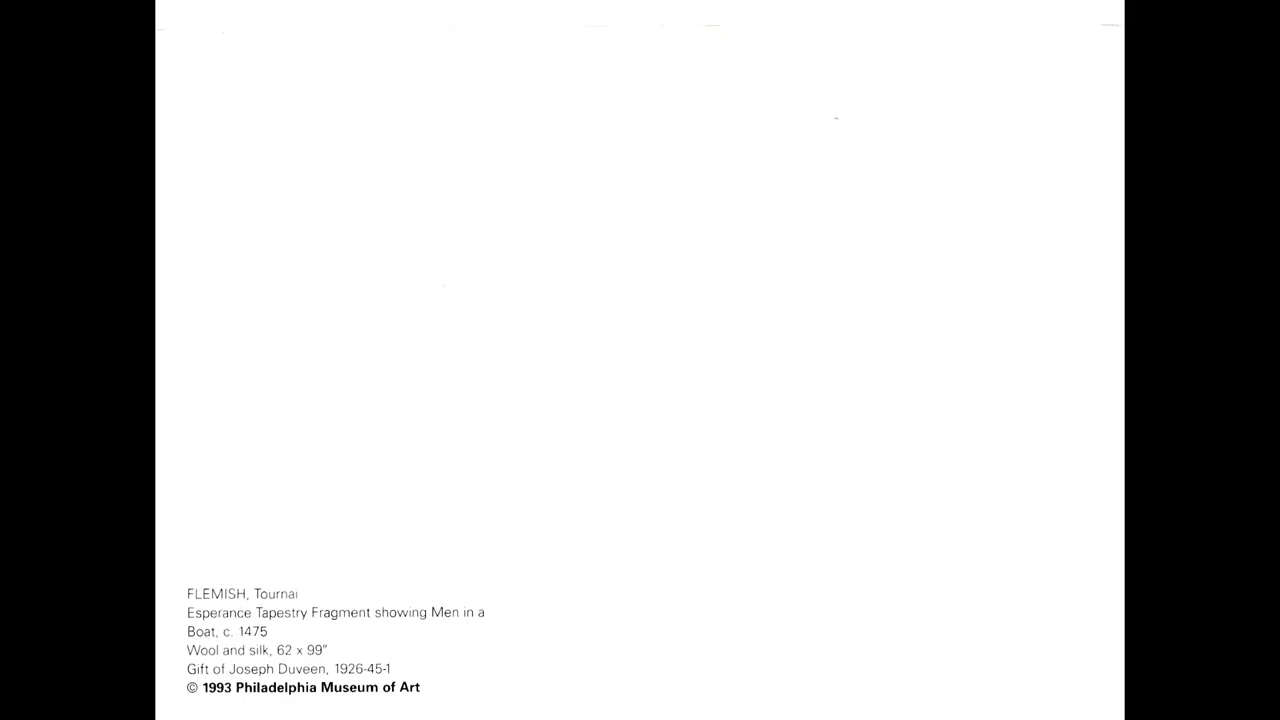 FLEMISH, Tournai
Esperance Tapestry Fragment showing Men in a
Boat, c. 1475
Wool and silk, 62 x 99"
Gift of Joseph Duveen, 1926-45-1
© 1993 Philadelphia Museum of Art